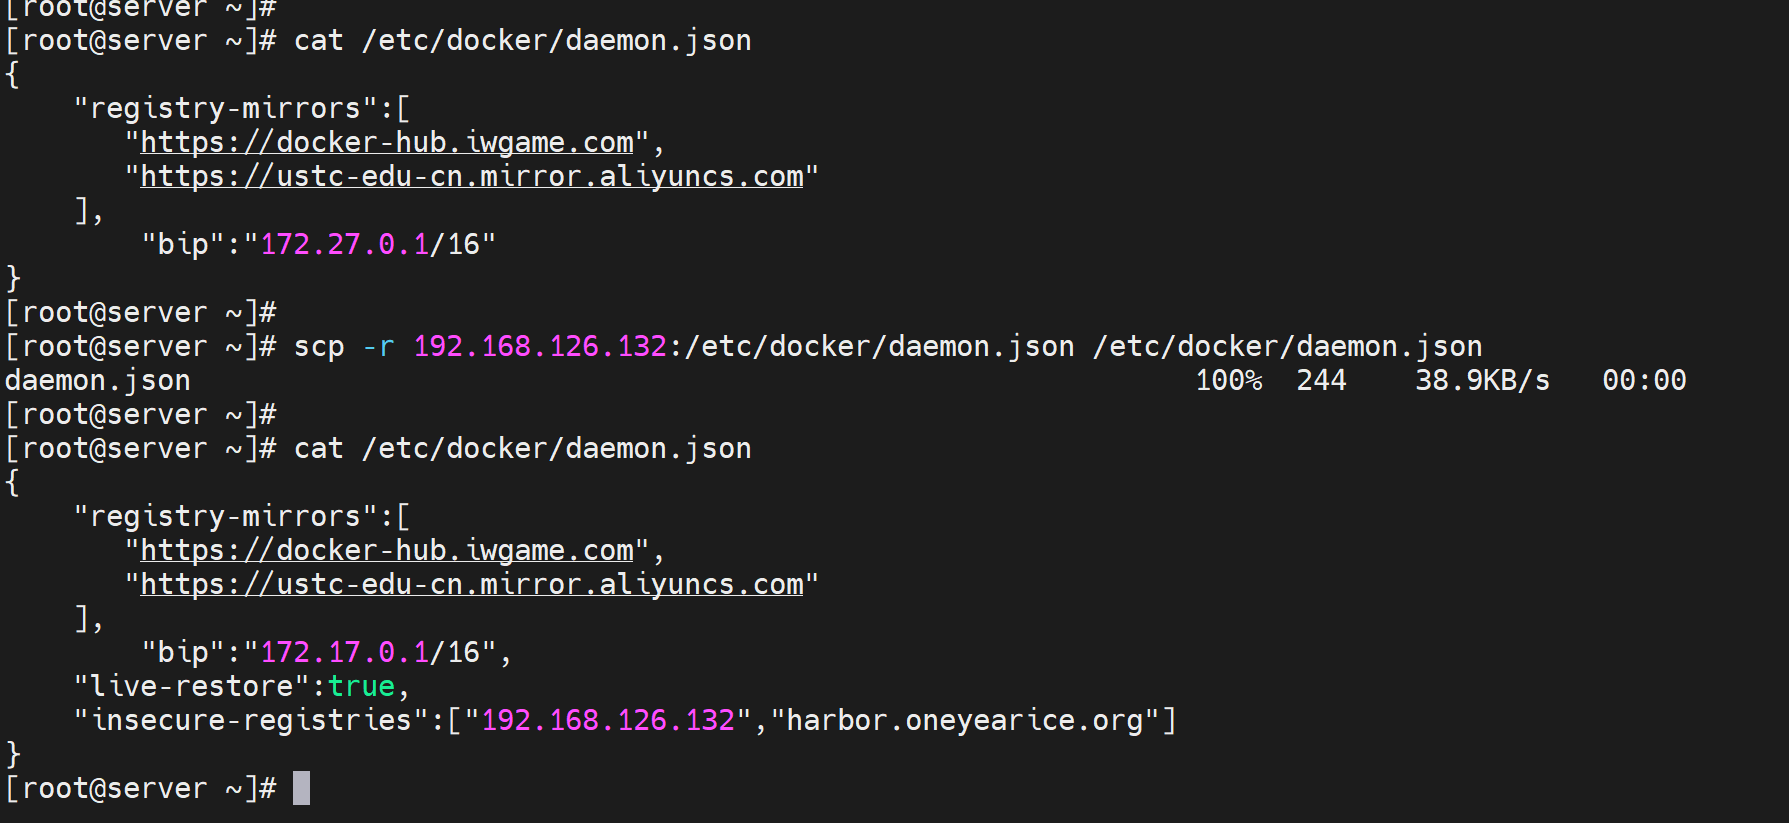 [root@server ~]#
[root@server ~]# cat /etc/docker/daemon.json
{
    "registry-mirrors":[
       "https://docker-hub.iwgame.com",
       "https://ustc-edu-cn.mirror.aliyuncs.com"
    ],
        "bip":"172.27.0.1/16"
}
[root@server ~]#
[root@server ~]# scp -r 192.168.126.132:/etc/docker/daemon.json /etc/docker/daemon.json
daemon.json 100% 244 38.9KB/s 00:00
[root@server ~]#
[root@server ~]# cat /etc/docker/daemon.json
{
    "registry-mirrors":[
       "https://docker-hub.iwgame.com",
       "https://ustc-edu-cn.mirror.aliyuncs.com"
    ],
        "bip":"172.17.0.1/16",
    "live-restore":true,
    "insecure-registries":["192.168.126.132","harbor.oneyearice.org"]
}
[root@server ~]#